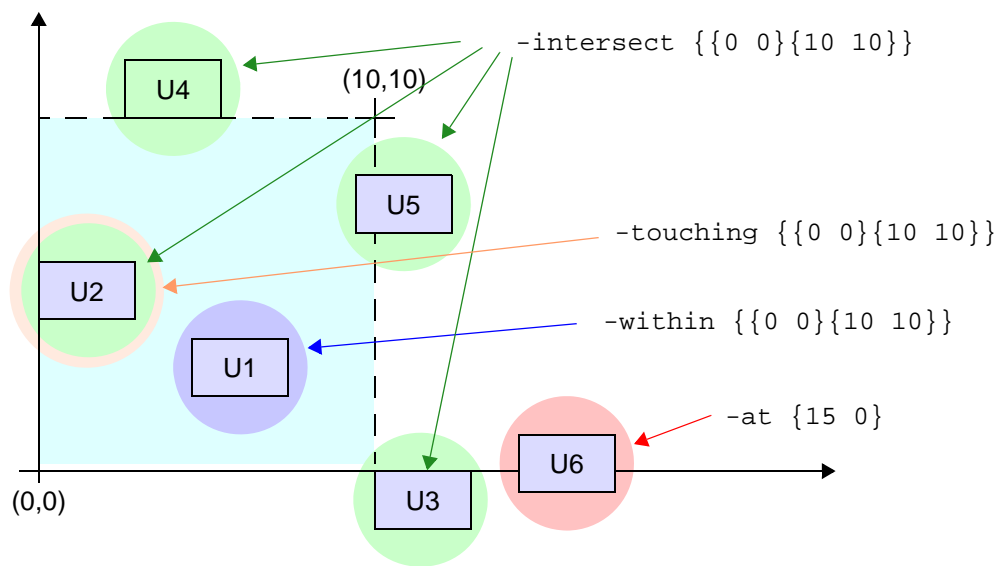 -intersect {{0 0}{10 10}}
(10,10)
U4
U5
-touching {{0 0}{10 10}}
U2
-within {{0 0}{10 10}}
U1
-at {15 0}
U6
(0,0)
U3